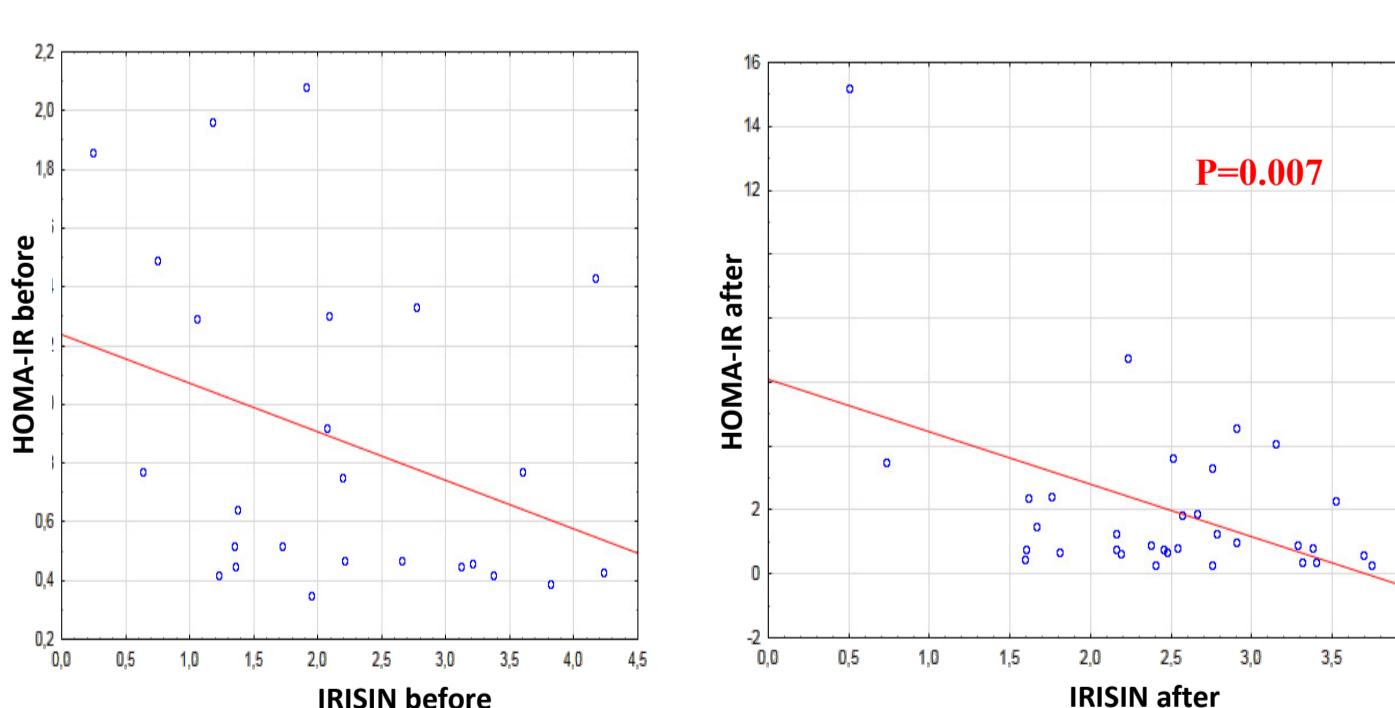 2,2
2,0
1,8
0,6
0,4
0,2
0,0 0,5 1,0 1,5 2,0 2,5 3,0 3,5 4,0 4,5
HOMA-IR before
IRISIN before
16
14
12
2
0
-2
0,0 0,5 1,0 1,5 2,0 2,5 3,0 3,5
HOMA-IR after
P=0.007
IRISIN after